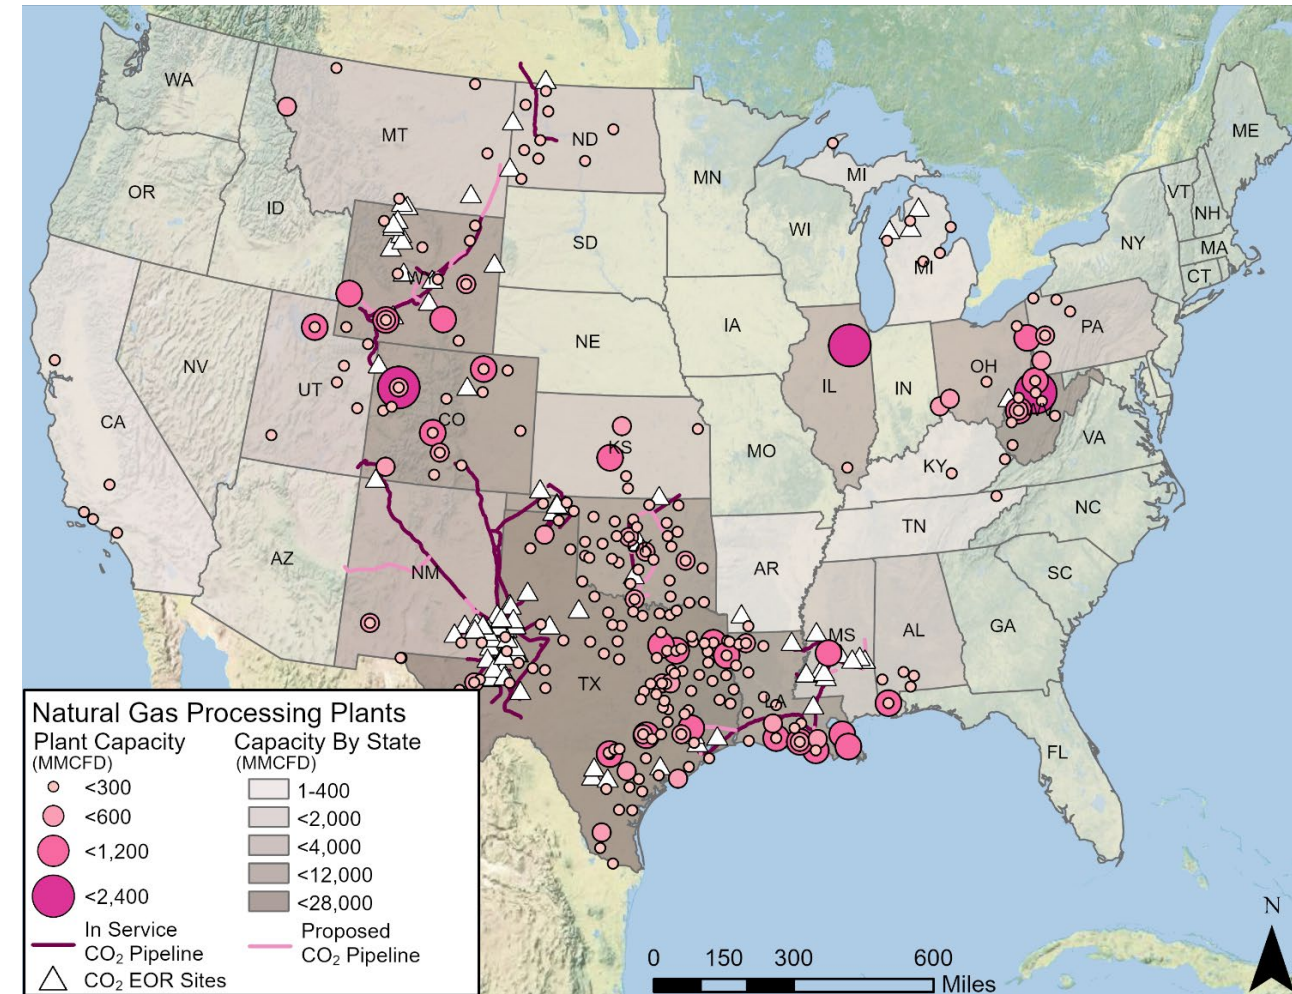 WA
MT
ND
MN
ME
OR
ID
MI
VT
NH
WI
SD
NY
MA
CT
WY
MI
IA
PA
NE
NV
OH
IL
IN
UT
CO
CA
KS
MO
VA
KY
NC
TN
AZ
NM
AR
SC
MS
AL
GA
TX
LA
FL
Natural Gas Processing Plants
Plant Capacity
(MMCFD)
<300
<600
<1,200
<2,400
In Service
CO₂ Pipeline
CO₂ EOR Sites
Capacity By State
(MMCFD)
1-400
<2,000
<4,000
<12,000
<28,000
Proposed
CO₂ Pipeline
N
0 150 300 600
Miles